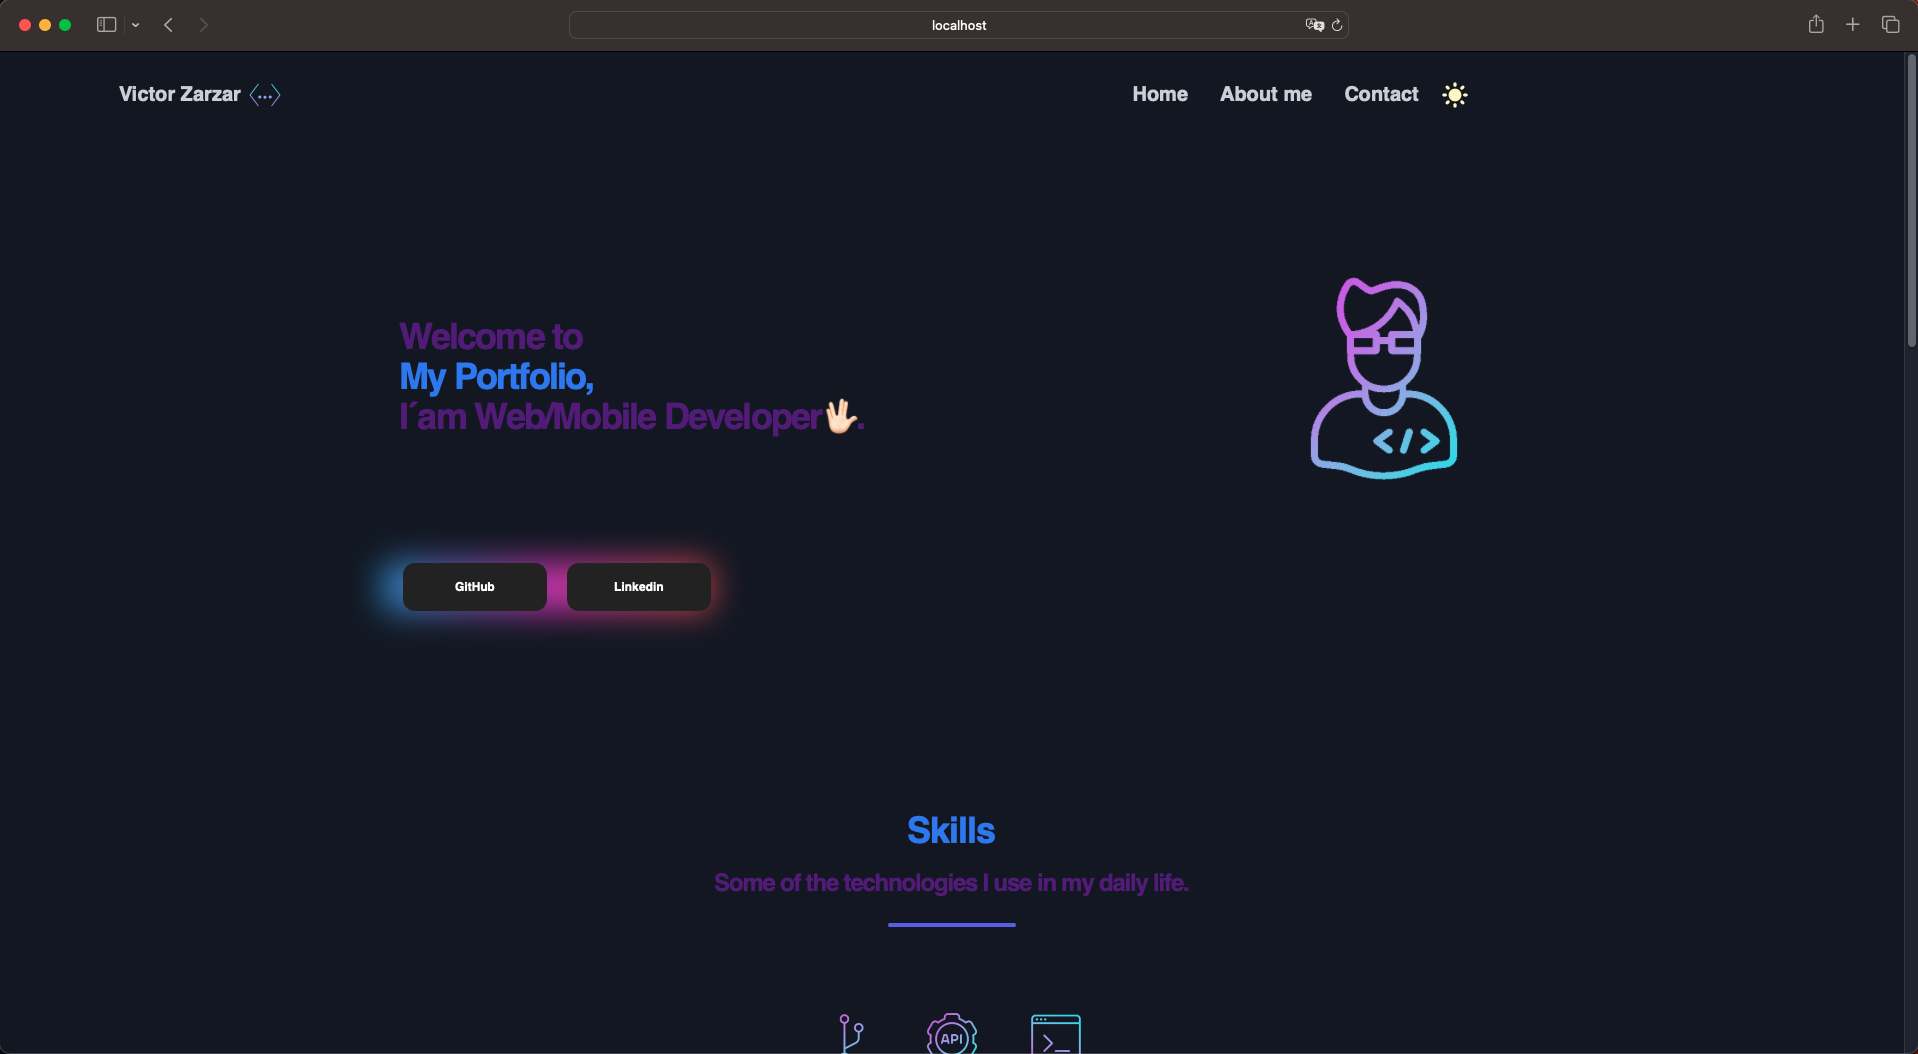 localhost
Victor Zarzar <...>
Home About me Contact
Welcome to
My Portfolio,
I´am Web/Mobile Developer🖖🏻.
</>
GitHub Linkedin
Skills
Some of the technologies I use in my daily life.
API
>_